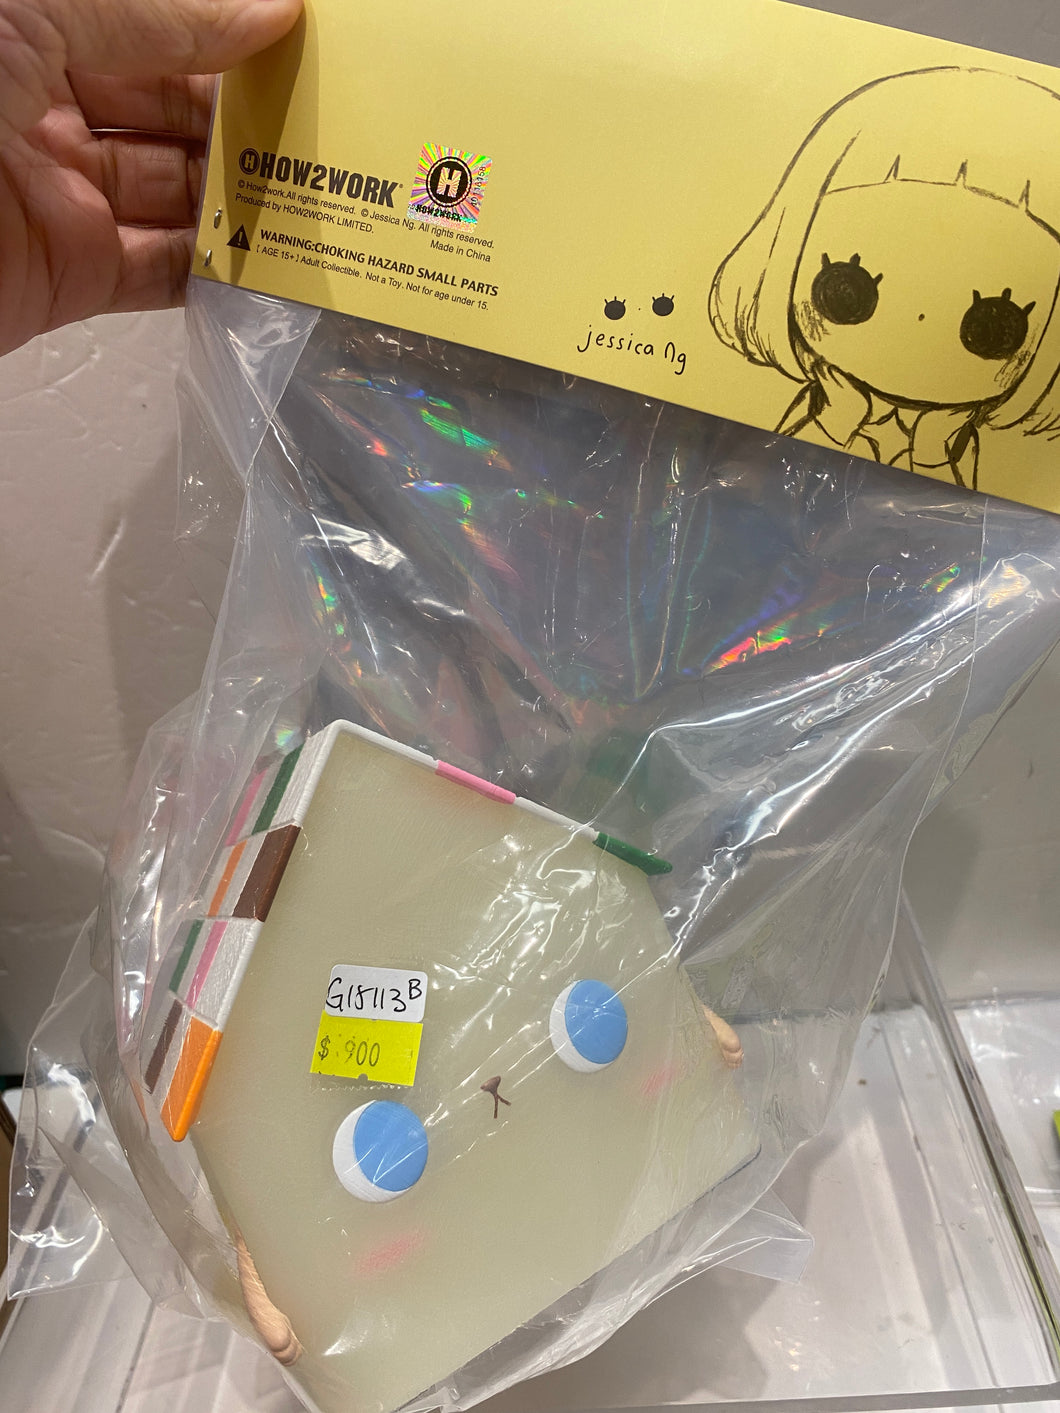 HOW2WORK®
© How2work.All rights reserved. © Jessica Ng. All rights reserved.
Produced by HOW2WORK LIMITED.
Made in China
WARNING:CHOKING HAZARD SMALL PARTS
[ AGE 15+ ] Adult Collectible. Not a Toy. Not for age under 15.
H
HOW2WORK
jessica Ng
G15113B
$ 900